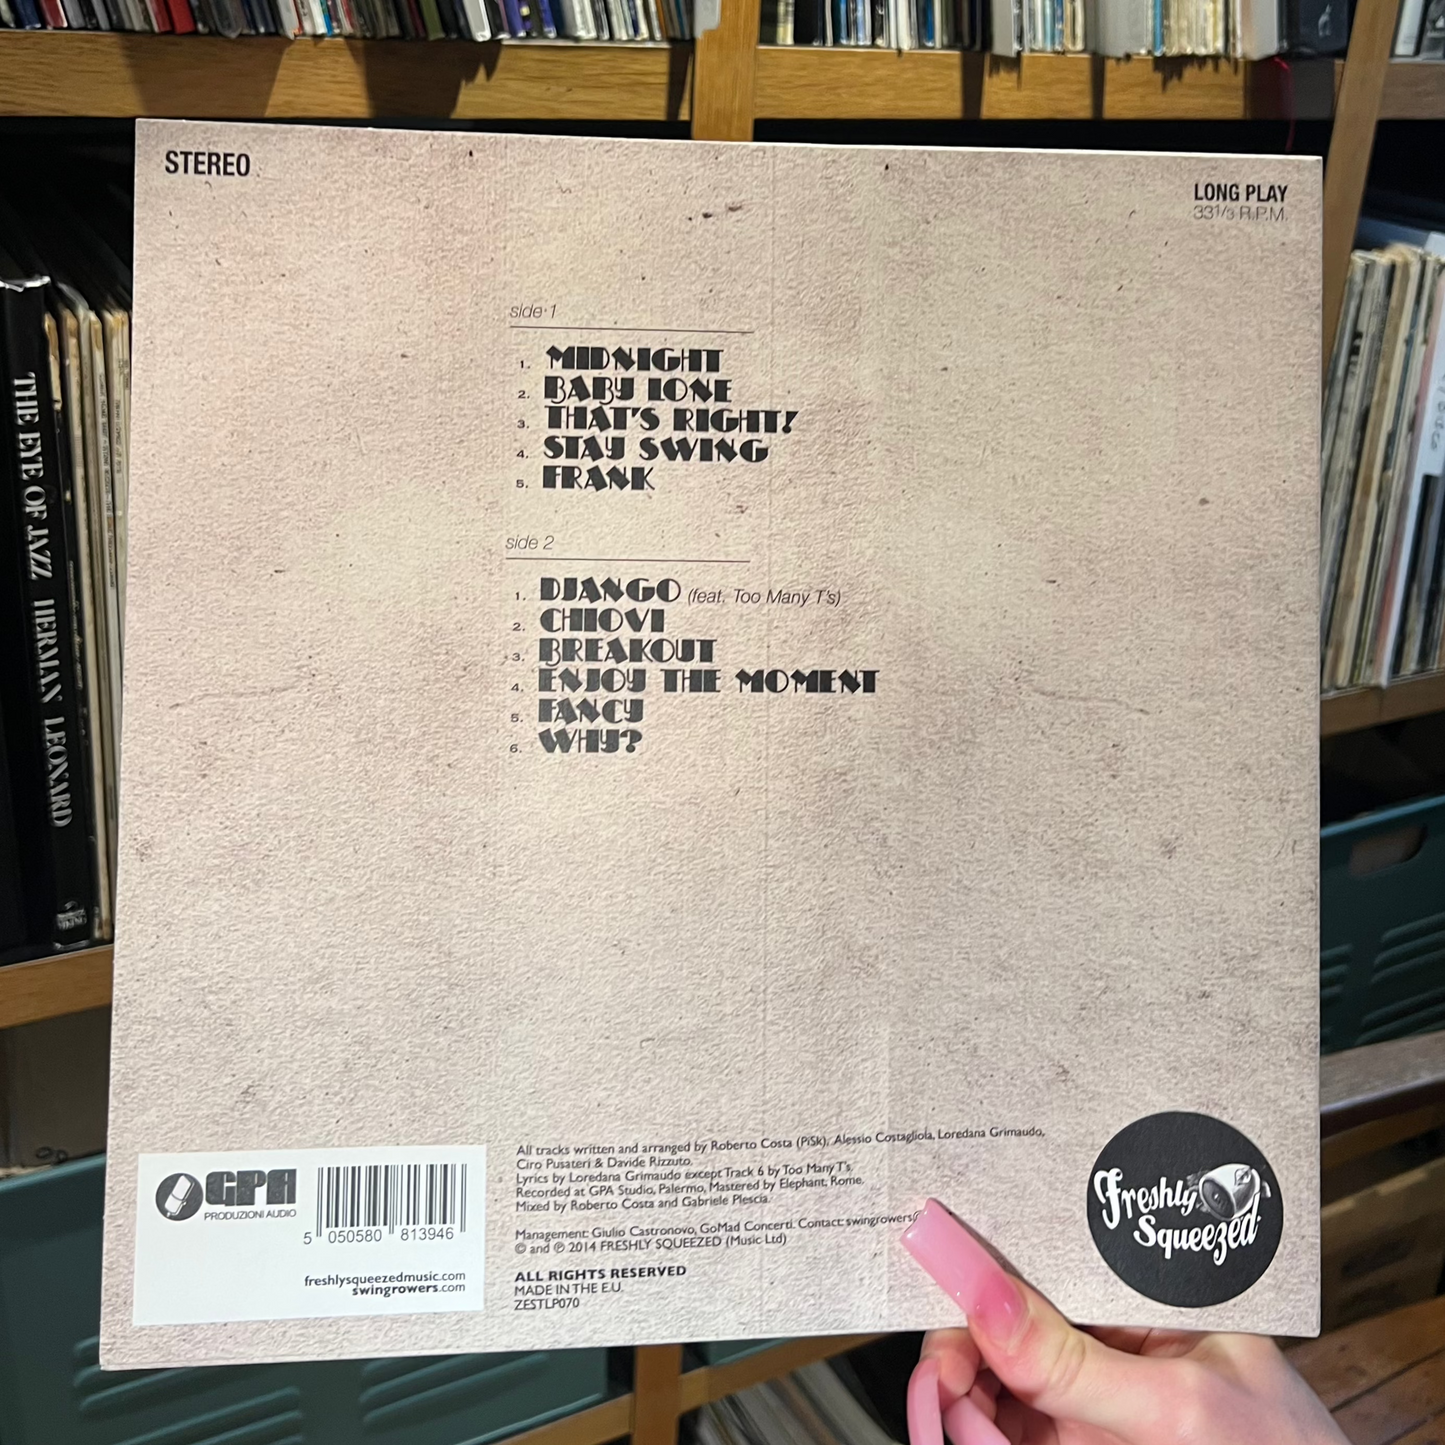 STEREO
LONG PLAY
33 1/3 R.P.M.
side 1
1. MIDNIGHT
2. BABY LONE
3. THAT'S RIGHT!
4. STAY SWING
5. FRANK
side 2
1. DJANGO (feat. Too Many T's)
2. CHIOVI
3. BREAKOUT
4. ENJOY THE MOMENT
5. FANCY
6. WHY?
All tracks written and arranged by Roberto Costa (PiSk), Alessio Costagliola, Loredana Grimaudo,
Ciro Pusateri & Davide Rizzuto.
Lyrics by Loredana Grimaudo except Track 6 by Too Many T's.
Recorded at GPA Studio, Palermo, Mastered by Elephant, Rome.
Mixed by Roberto Costa and Gabriele Plescia.
Management: Giulio Castronovo, GoMad Concerti. Contact: swingrowers@
© and ℗ 2014 FRESHLY SQUEEZED (Music Ltd)
ALL RIGHTS RESERVED
MADE IN THE E.U.
ZESTLP070
GPA
PRODUZIONI AUDIO
5 050580 813946
freshlysqueezedmusic.com
swingrowers.com
Freshly
Squeezed
THE EYE OF JAZZ HERMAN LEONARD